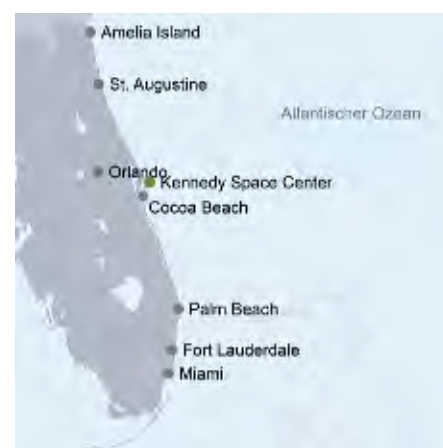 Amelia Island
St. Augustine
Atlantischer Ozean
Orlando
Kennedy Space Center
Cocoa Beach
Palm Beach
Fort Lauderdale
Miami